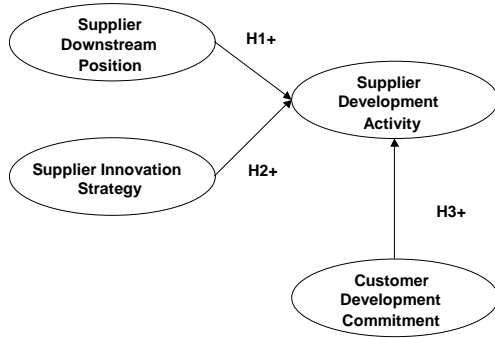 Supplier
Downstream
Position
H1+
Supplier
Development
Activity
Supplier Innovation
Strategy
H2+
H3+
Customer
Development
Commitment